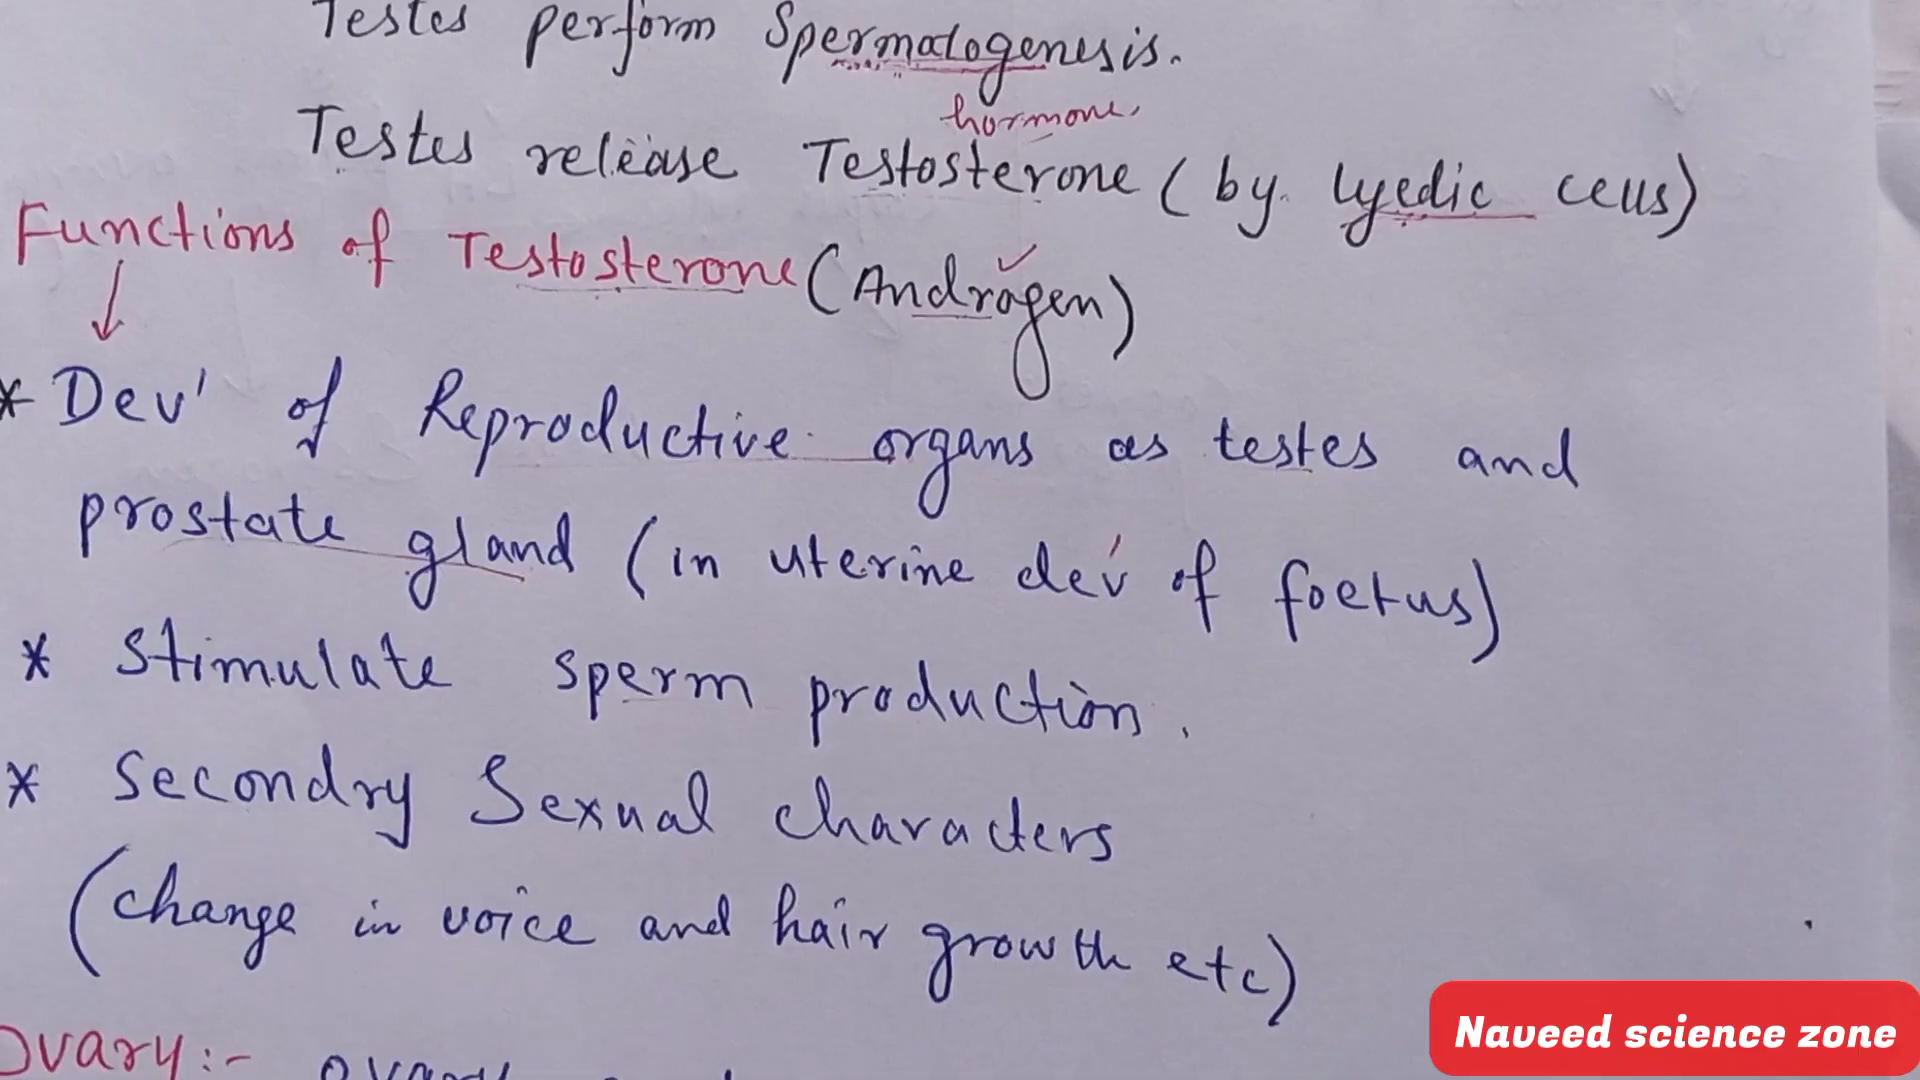 Testes perform Spermatogenesis.
hormone.
Testes release Testosterone (by lyedic cells)
Functions of Testosterone (Androgen)
* Dev' of Reproductive organs as testes and
prostate gland (in uterine dev' of foetus)
* stimulate sperm production.
* Secondry Sexual characters
(change in voice and hair growth etc)
Ovary:- ovary
Naveed science zone